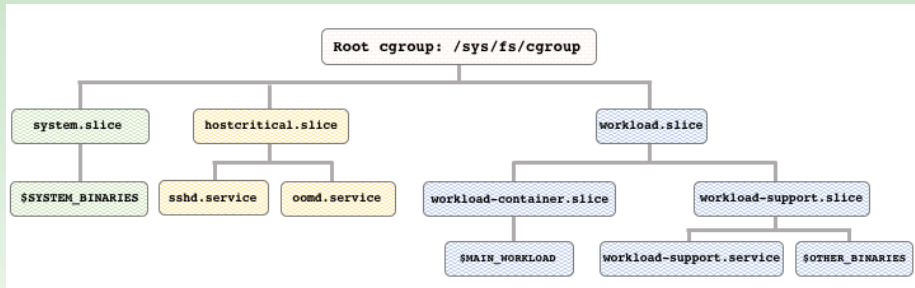 Root cgroup: /sys/fs/cgroup
system.slice
hostcritical.slice
workload.slice
$SYSTEM_BINARIES
sshd.service
oomd.service
workload-container.slice
workload-support.slice
$MAIN_WORKLOAD
workload-support.service
$OTHER_BINARIES